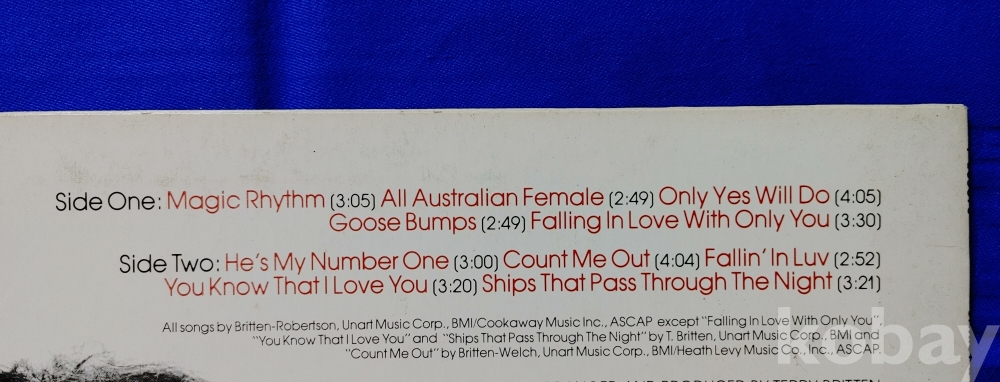 Side One: Magic Rhythm (3:05) All Australian Female (2:49) Only Yes Will Do (4:05)
Goose Bumps (2:49) Falling In Love With Only You (3:30)
Side Two: He's My Number One (3:00) Count Me Out (4:04) Fallin' In Luv (2:52)
You Know That I Love You (3:20) Ships That Pass Through The Night (3:21)
All songs by Britten-Robertson, Unart Music Corp., BMI/Cookaway Music Inc., ASCAP except "Falling In Love With Only You",
"You Know That I Love You" and "Ships That Pass Through The Night" by T. Britten, Unart Music Corp., BMI and
"Count Me Out" by Britten-Welch, Unart Music Corp., BMI/Heath Levy Music Co., Inc., ASCAP.
AND PRODUCED BY TERRY BRITTEN
kobay